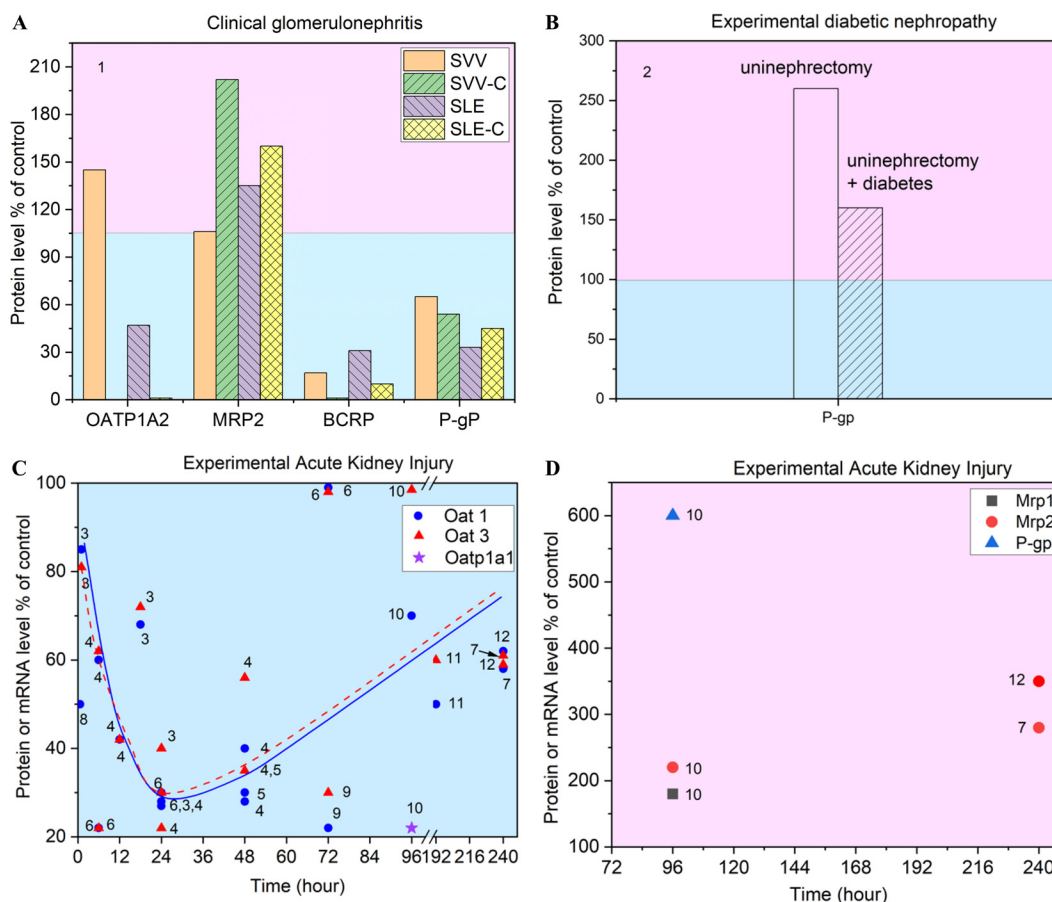 A
Clinical glomerulonephritis
Protein level % of control
210
180
150
120
90
60
30
0
1
SVV
SVV-C
SLE
SLE-C
OATP1A2
MRP2
BCRP
P-gP
B
Experimental diabetic nephropathy
Protein level % of control
300
250
200
150
100
50
0
2
uninephrectomy
uninephrectomy
+ diabetes
P-gp
C
Experimental Acute Kidney Injury
Protein or mRNA level % of control
100
80
60
40
20
Oat 1
Oat 3
Oatp1a1
3
3
8
4
4
6
6
4
4
3
3
3
6
6,3,4
4
4
4
4,5
5
4
6
6
9
9
10
10
10
11
11
12
7
12
7
0
12
24
36
48
60
72
84
96
192
216
240
Time (hour)
D
Experimental Acute Kidney Injury
Protein or mRNA level % of control
600
500
400
300
200
100
Mrp1
Mrp2
P-gp
10
12
7
10
10
72
96
120
144
168
192
216
240
Time (hour)